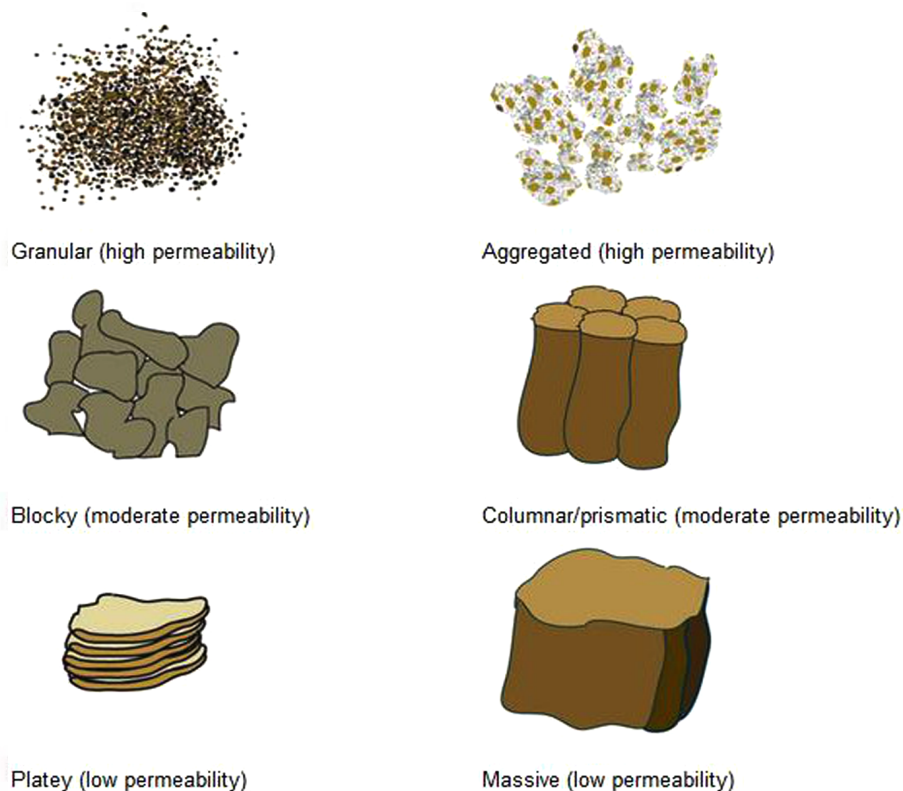 Granular (high permeability)
Aggregated (high permeability)
Blocky (moderate permeability)
Columnar/prismatic (moderate permeability)
Platey (low permeability)
Massive (low permeability)